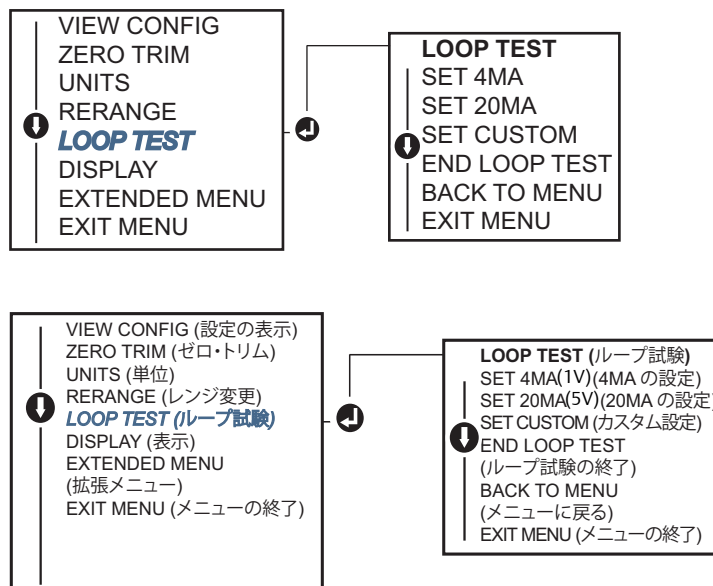 VIEW CONFIG
ZERO TRIM
UNITS
RERANGE
LOOP TEST
DISPLAY
EXTENDED MENU
EXIT MENU
LOOP TEST
SET 4MA
SET 20MA
SET CUSTOM
END LOOP TEST
BACK TO MENU
EXIT MENU
VIEW CONFIG (設定の表示)
ZERO TRIM (ゼロ・トリム)
UNITS (単位)
RERANGE (レンジ変更)
LOOP TEST (ループ試験)
DISPLAY (表示)
EXTENDED MENU
(拡張メニュー)
EXIT MENU (メニューの終了)
LOOP TEST (ループ試験)
SET 4MA(1V)(4MA の設定)
SET 20MA(5V)(20MA の設定)
SET CUSTOM (カスタム設定)
END LOOP TEST
(ループ試験の終了)
BACK TO MENU
(メニューに戻る)
EXIT MENU (メニューの終了)